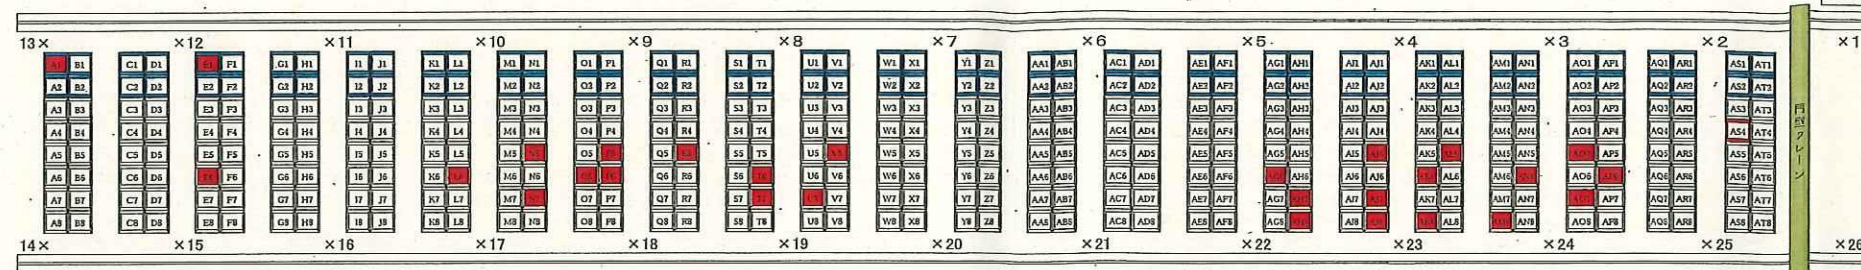 13× ×12 ×11 ×10 ×9 ×8 ×7 ×6 ×5 ×4 ×3 ×2 ×1
A1 B1 C1 D1 E1 F1 G1 H1 I1 J1 K1 L1 M1 N1 O1 P1 Q1 R1 S1 T1 U1 V1 W1 X1 Y1 Z1 AA1 AB1 AC1 AD1 AE1 AF1 AG1 AH1 AI1 AJ1 AK1 AL1 AM1 AN1 AO1 AP1 AQ1 AR1 AS1 AT1
A2 B2 C2 D2 E2 F2 G2 H2 I2 J2 K2 L2 M2 N2 O2 P2 Q2 R2 S2 T2 U2 V2 W2 X2 Y2 Z2 AA2 AB2 AC2 AD2 AE2 AF2 AG2 AH2 AI2 AJ2 AK2 AL2 AM2 AN2 AO2 AP2 AQ2 AR2 AS2 AT2
A3 B3 C3 D3 E3 F3 G3 H3 I3 J3 K3 L3 M3 N3 O3 P3 Q3 R3 S3 T3 U3 V3 W3 X3 Y3 Z3 AA3 AB3 AC3 AD3 AE3 AF3 AG3 AH3 AI3 AJ3 AK3 AL3 AM3 AN3 AO3 AP3 AQ3 AR3 AS3 AT3
A4 B4 C4 D4 E4 F4 G4 H4 I4 J4 K4 L4 M4 N4 O4 P4 Q4 R4 S4 T4 U4 V4 W4 X4 Y4 Z4 AA4 AB4 AC4 AD4 AE4 AF4 AG4 AH4 AI4 AJ4 AK4 AL4 AM4 AN4 AO4 AP4 AQ4 AR4 AS4 AT4
A5 B5 C5 D5 E5 F5 G5 H5 I5 J5 K5 L5 M5 O5 Q5 S5 T5 U5 W5 X5 Y5 Z5 AA5 AB5 AC5 AD5 AE5 AF5 AG5 AH5 AI5 AK5 AM5 AN5 AP5 AQ5 AR5 AS5 AT5
A6 B6 C6 D6 F6 G6 H6 I6 J6 K6 M6 N6 Q6 R6 S6 U6 V6 W6 X6 Y6 Z6 AA6 AB6 AC6 AD6 AE6 AF6 AH6 AI6 AJ6 AL6 AM6 AO6 AQ6 AR6 AS6 AT6
A7 B7 C7 D7 E7 F7 G7 H7 I7 J7 K7 L7 M7 O7 P7 Q7 R7 S7 V7 W7 X7 Y7 Z7 AA7 AB7 AC7 AD7 AE7 AF7 AG7 AI7 AK7 AL7 AM7 AN7 AP7 AQ7 AR7 AS7 AT7
A8 B8 C8 D8 E8 F8 G8 H8 I8 J8 K8 L8 M8 N8 O8 P8 Q8 R8 S8 T8 U8 V8 W8 X8 Y8 Z8 AA8 AB8 AC8 AD8 AE8 AF8 AG8 AI8 AL8 AN8 AO8 AP8 AQ8 AR8 AS8 AT8
14× ×15 ×16 ×17 ×18 ×19 ×20 ×21 ×22 ×23 ×24 ×25 ×26
門型クレーン